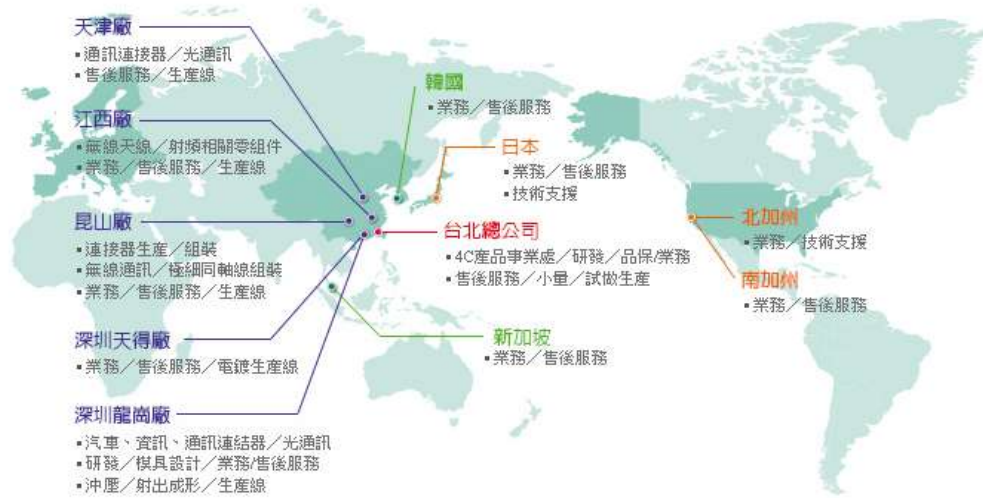 天津廠
▪通訊連接器／光通訊
▪售後服務／生產線
江西廠
▪無線天線／射頻相關零組件
▪業務／售後服務／生產線
昆山廠
▪連接器生產／組裝
▪無線通訊／極細同軸線組裝
▪業務／售後服務／生產線
深圳天得廠
▪業務／售後服務／電鍍生產線
深圳龍崗廠
▪汽車、資訊、通訊連結器／光通訊
▪研發／模具設計／業務/售後服務
▪沖壓／射出成形／生產線
韓國
▪業務／售後服務
日本
▪業務／售後服務
▪技術支援
台北總公司
▪4C產品事業處／研發／品保/業務
▪售後服務／小量／試做生產
新加坡
▪業務／售後服務
北加州
▪業務／技術支援
南加州
▪業務／售後服務